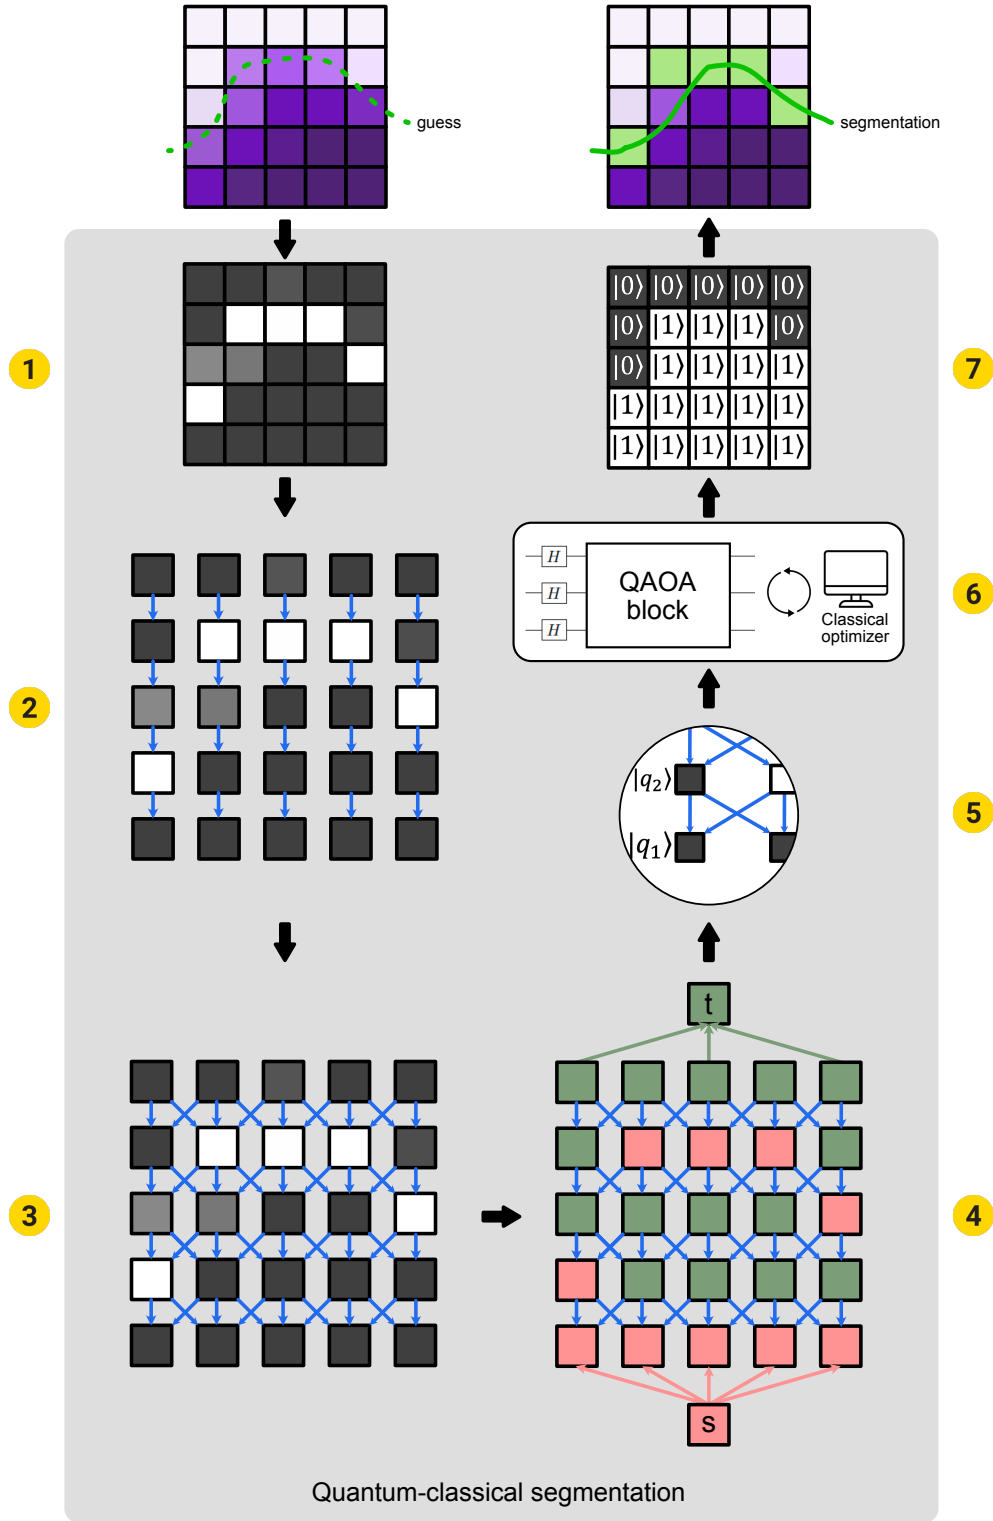 guess
segmentation
1
|0⟩ |0⟩ |0⟩ |0⟩ |0⟩
|0⟩ |1⟩ |1⟩ |1⟩ |0⟩
|0⟩ |1⟩ |1⟩ |1⟩ |1⟩
|1⟩ |1⟩ |1⟩ |1⟩ |1⟩
|1⟩ |1⟩ |1⟩ |1⟩ |1⟩
7
H
H
H
QAOA
block
Classical
optimizer
6
2
|q₂⟩
|q₁⟩
5
t
3
4
s
Quantum-classical segmentation